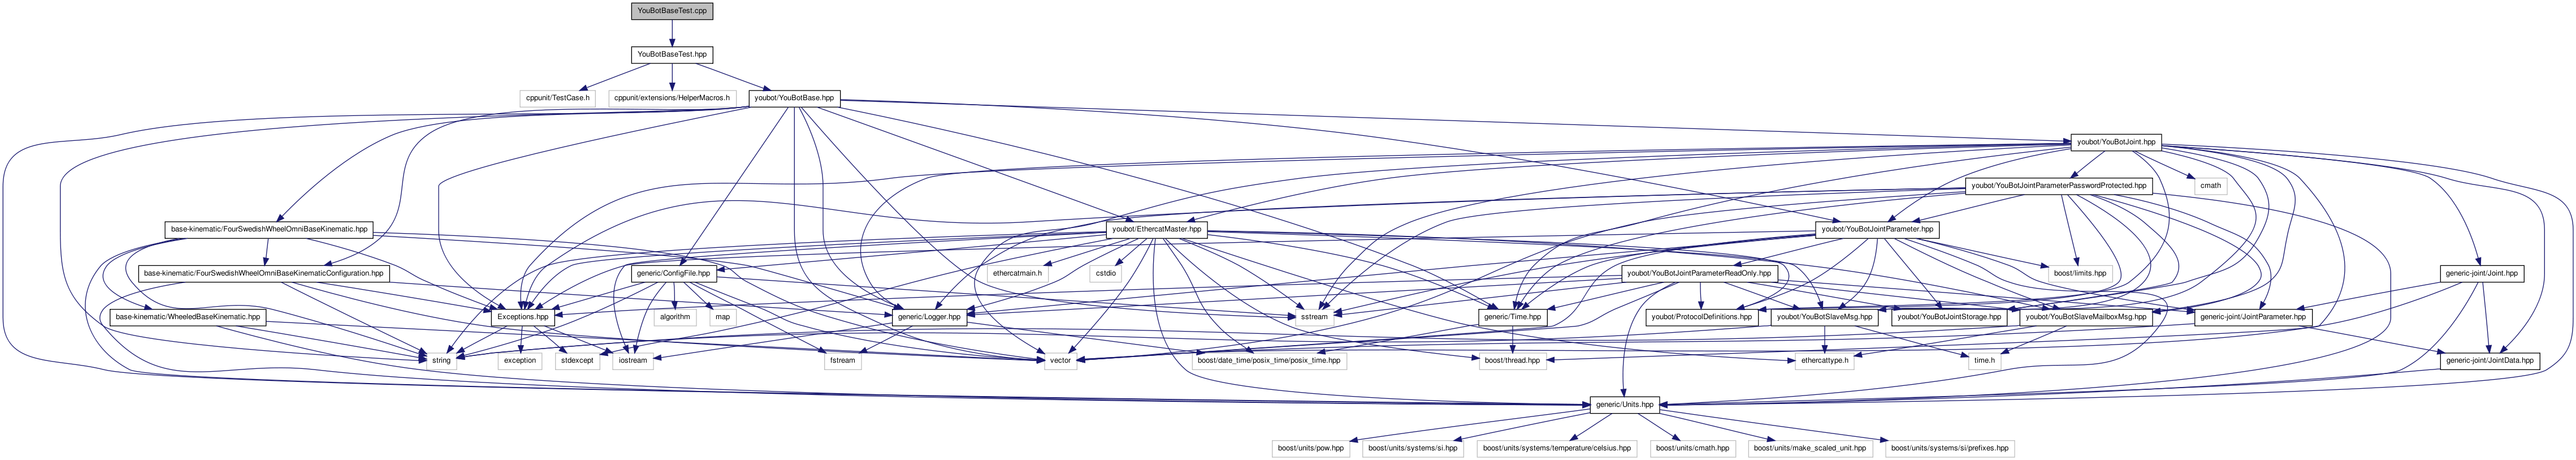 YouBotBaseTest.cpp
YouBotBaseTest.hpp
cppunit/TestCase.h
cppunit/extensions/HelperMacros.h
youbot/YouBotBase.hpp
youbot/YouBotJoint.hpp
youbot/YouBotJointParameterPasswordProtected.hpp
cmath
base-kinematic/FourSwedishWheelOmniBaseKinematic.hpp
youbot/EthercatMaster.hpp
youbot/YouBotJointParameter.hpp
base-kinematic/FourSwedishWheelOmniBaseKinematicConfiguration.hpp
generic/ConfigFile.hpp
ethercatmain.h
cstdio
youbot/YouBotJointParameterReadOnly.hpp
boost/limits.hpp
generic-joint/Joint.hpp
base-kinematic/WheeledBaseKinematic.hpp
Exceptions.hpp
algorithm
map
generic/Logger.hpp
sstream
generic/Time.hpp
youbot/ProtocolDefinitions.hpp
youbot/YouBotSlaveMsg.hpp
youbot/YouBotJointStorage.hpp
youbot/YouBotSlaveMailboxMsg.hpp
generic-joint/JointParameter.hpp
string
exception
stdexcept
iostream
fstream
vector
boost/date_time/posix_time/posix_time.hpp
boost/thread.hpp
ethercattype.h
time.h
generic-joint/JointData.hpp
generic/Units.hpp
boost/units/pow.hpp
boost/units/systems/si.hpp
boost/units/systems/temperature/celsius.hpp
boost/units/cmath.hpp
boost/units/make_scaled_unit.hpp
boost/units/systems/si/prefixes.hpp